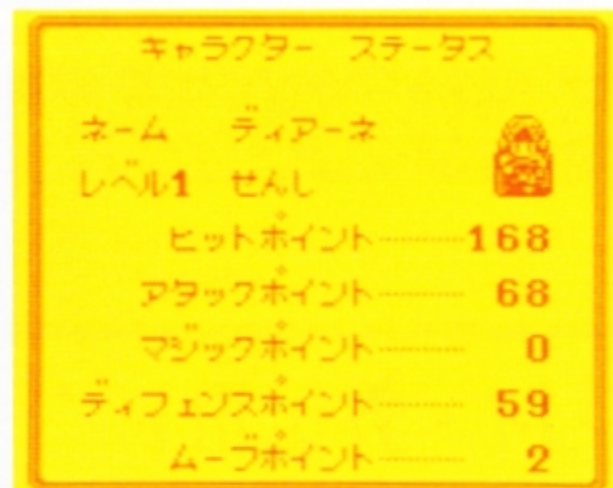 キャラクター ステータス
ネーム ディアーネ
レベル1 せんし
ヒットポイント………168
アタックポイント……… 68
マジックポイント……… 0
ディフェンスポイント……… 59
ムーブポイント……… 2